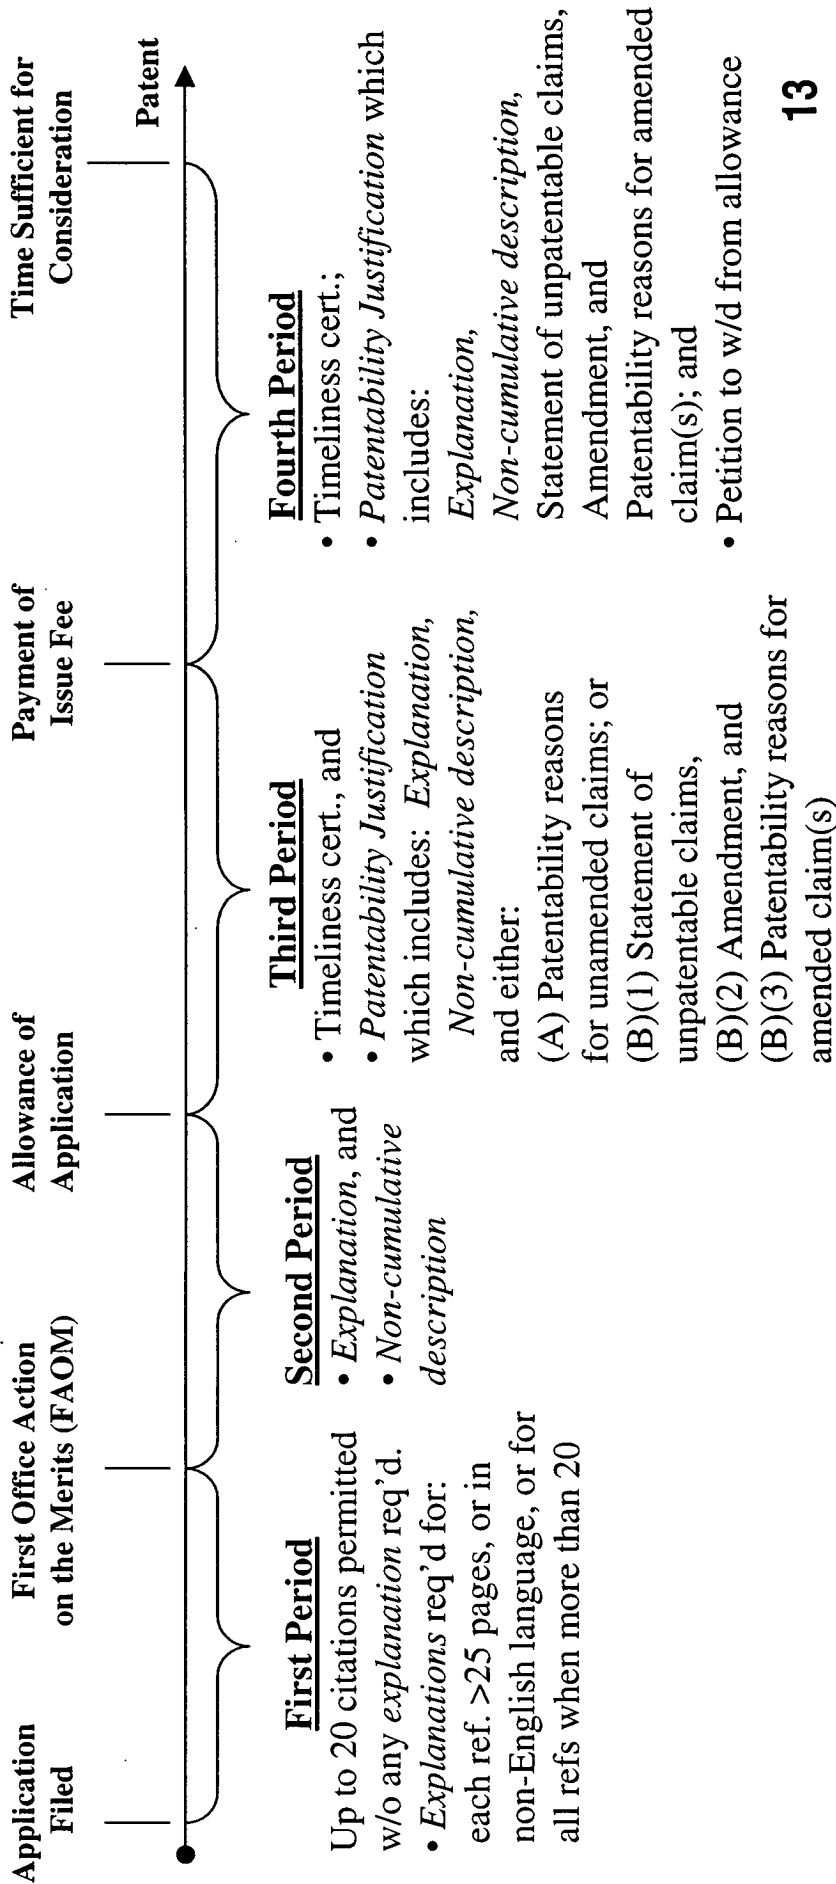 Application
Filed
First Office Action
on the Merits (FAOM)
Allowance of
Application
Payment of
Issue Fee
Time Sufficient for
Consideration
Patent
First Period
Up to 20 citations permitted
w/o any explanation req'd.
• Explanations req'd for:
each ref. >25 pages, or in
non-English language, or for
all refs when more than 20
Second Period
• Explanation, and
• Non-cumulative
description
Third Period
• Timeliness cert., and
• Patentability Justification
which includes: Explanation,
Non-cumulative description,
and either:
(A) Patentability reasons
for unamended claims; or
(B)(1) Statement of
unpatentable claims,
(B)(2) Amendment, and
(B)(3) Patentability reasons for
amended claim(s)
Fourth Period
• Timeliness cert.;
• Patentability Justification which
includes:
Explanation,
Non-cumulative description,
Statement of unpatentable claims,
Amendment, and
Patentability reasons for amended
claim(s); and
• Petition to w/d from allowance
13